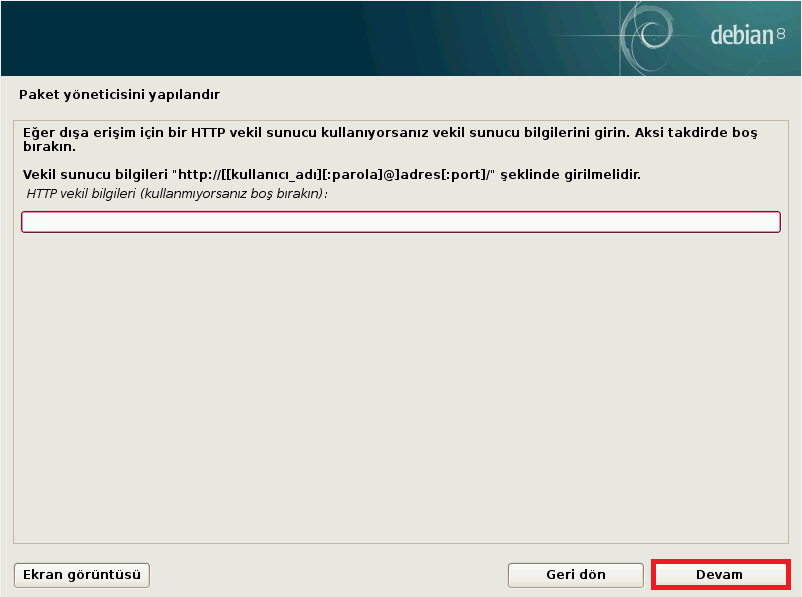 debian 8
Paket yöneticisini yapılandır
Eğer dışa erişim için bir HTTP vekil sunucu kullanıyorsanız vekil sunucu bilgilerini girin. Aksi takdirde boş
bırakın.
Vekil sunucu bilgileri "http://[[kullanıcı_adı][:parola]@]adres[:port]/" şeklinde girilmelidir.
HTTP vekil bilgileri (kullanmıyorsanız boş bırakın):
Ekran görüntüsü
Geri dön
Devam